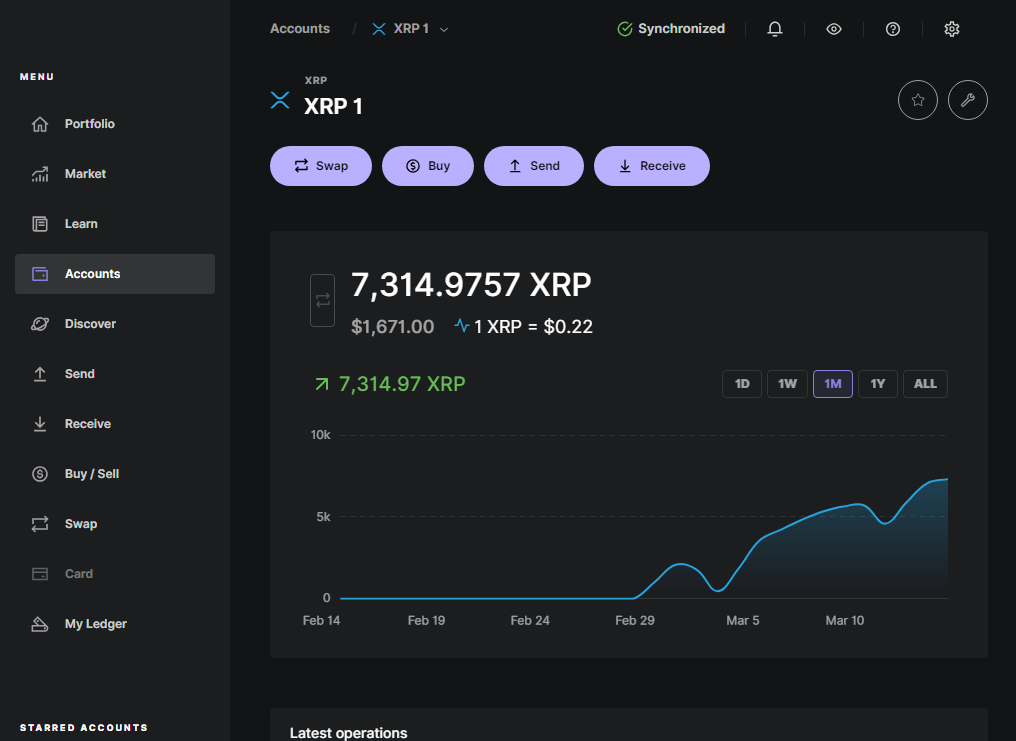 Accounts / XRP 1
Synchronized
MENU
Portfolio
Market
Learn
Accounts
Discover
Send
Receive
Buy / Sell
Swap
Card
My Ledger
STARRED ACCOUNTS
XRP
XRP 1
Swap
Buy
Send
Receive
7,314.9757 XRP
$1,671.00
1 XRP = $0.22
7,314.97 XRP
1D
1W
1M
1Y
ALL
10k
5k
0
Feb 14
Feb 19
Feb 24
Feb 29
Mar 5
Mar 10
Latest operations